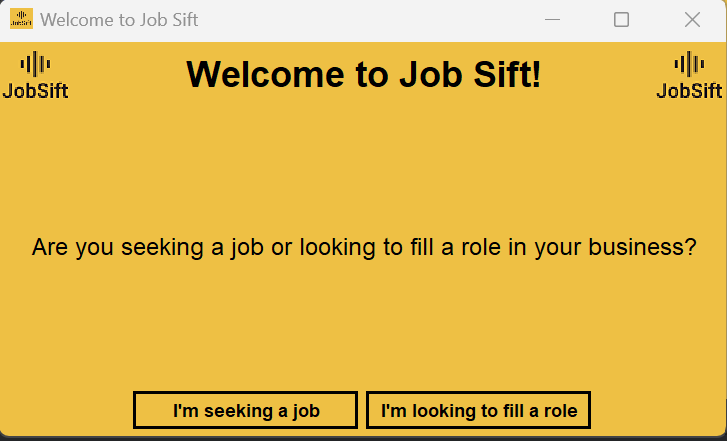 JobSift Welcome to Job Sift
JobSift Welcome to Job Sift! JobSift
Are you seeking a job or looking to fill a role in your business?
I'm seeking a job I'm looking to fill a role